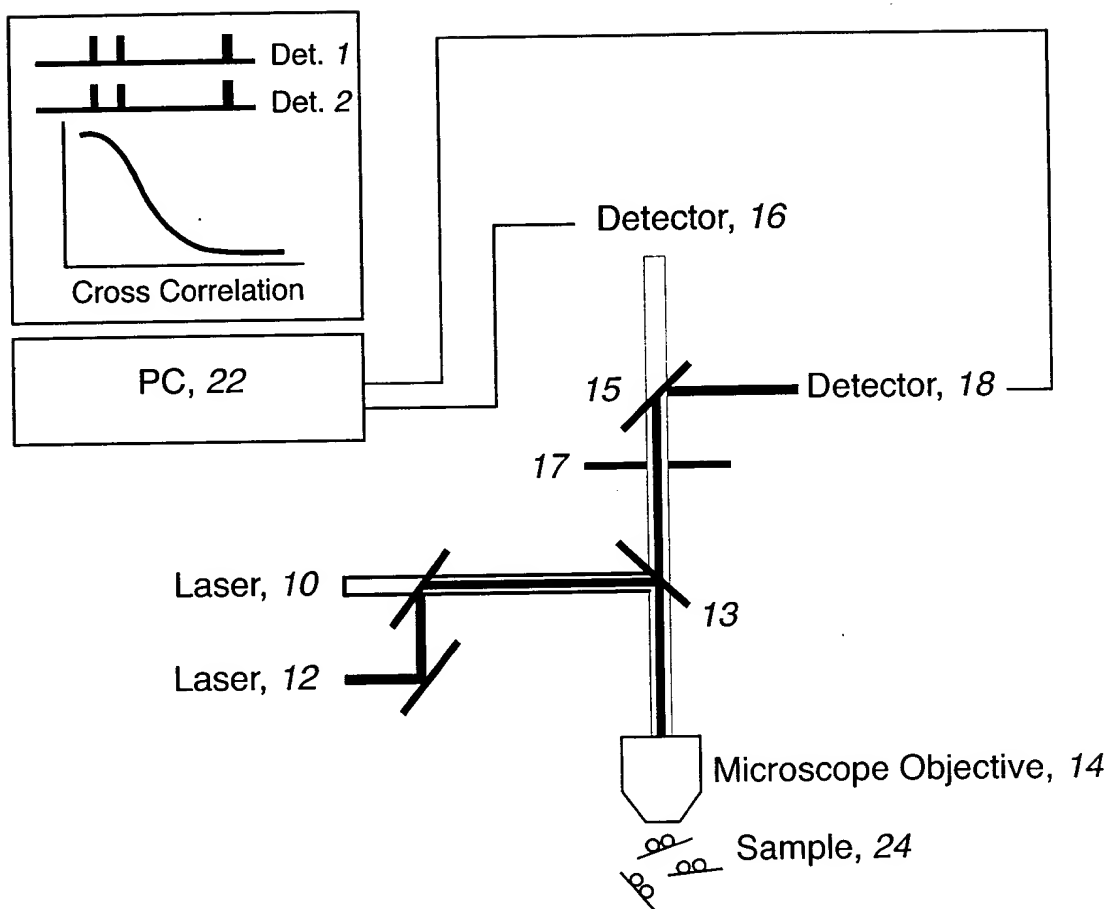 Det. 1
Det. 2
Cross Correlation
Detector, 16
PC, 22
15
Detector, 18
17
Laser, 10
13
Laser, 12
Microscope Objective, 14
Sample, 24